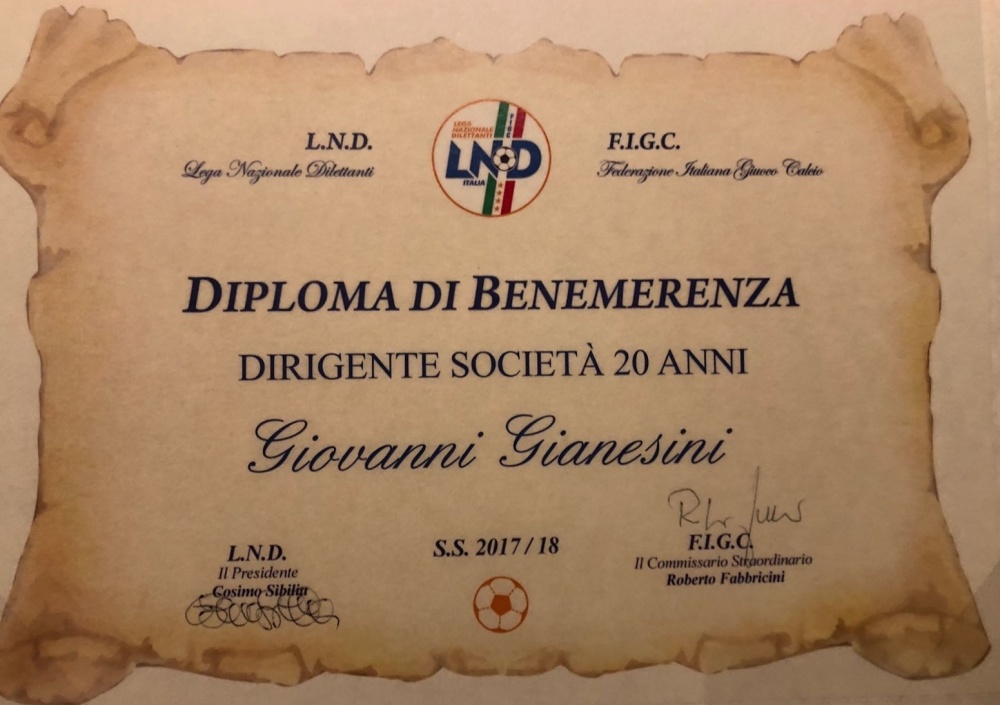 L.N.D.
Lega Nazionale Dilettanti
LEGA
NAZIONALE
DILETTANTI
FIGC
LND
ITALIA
F.I.G.C.
Federazione Italiana Giuoco Calcio
DIPLOMA DI BENEMERENZA
DIRIGENTE SOCIETÀ 20 ANNI
Giovanni Gianesini
L.N.D.
Il Presidente
Cosimo Sibilia
S.S. 2017 / 18
F.I.G.C.
Il Commissario Straordinario
Roberto Fabbricini